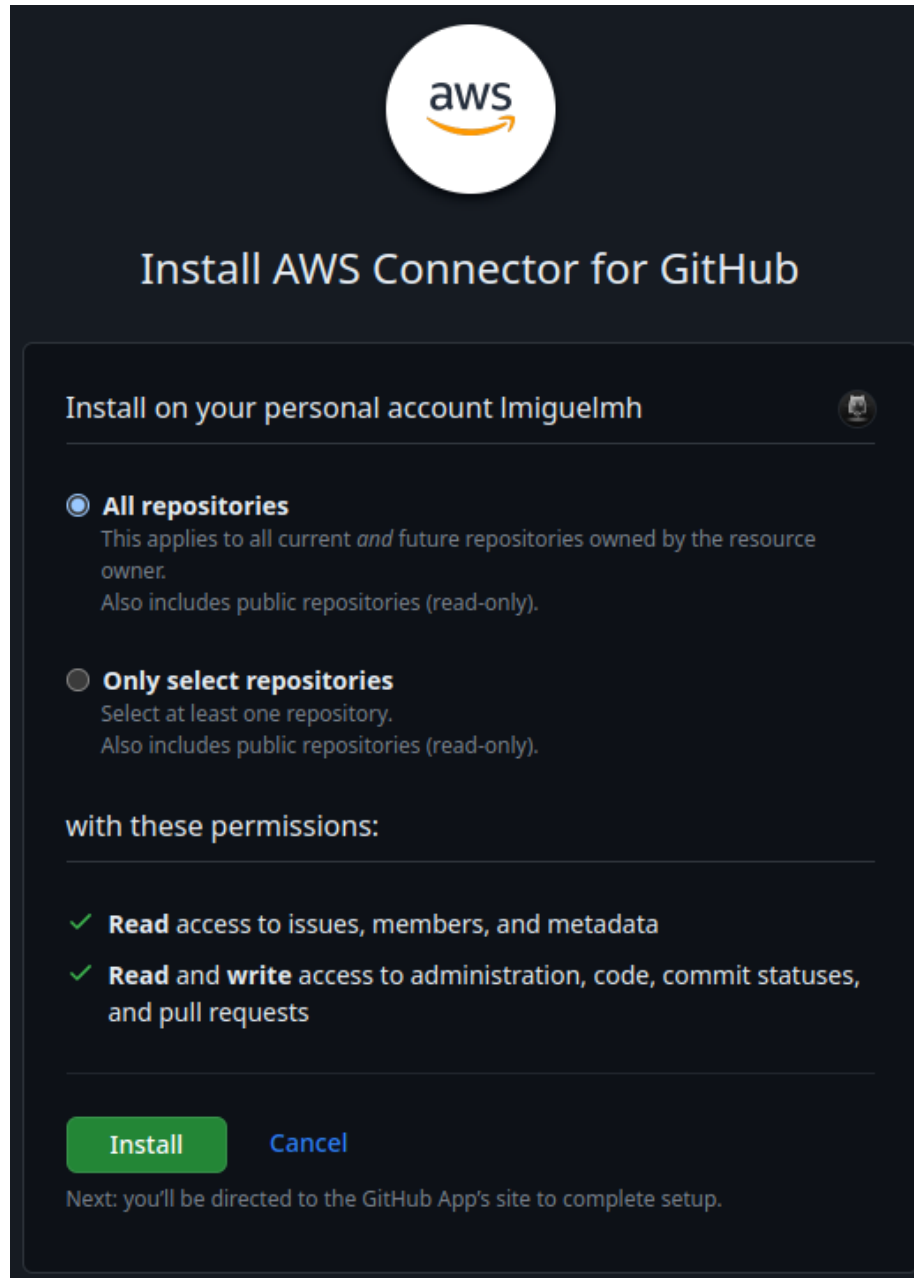 aws
Install AWS Connector for GitHub
Install on your personal account lmiguelmh
All repositories
This applies to all current and future repositories owned by the resource
owner.
Also includes public repositories (read-only).
Only select repositories
Select at least one repository.
Also includes public repositories (read-only).
with these permissions:
Read access to issues, members, and metadata
Read and write access to administration, code, commit statuses,
and pull requests
Install Cancel
Next: you'll be directed to the GitHub App's site to complete setup.